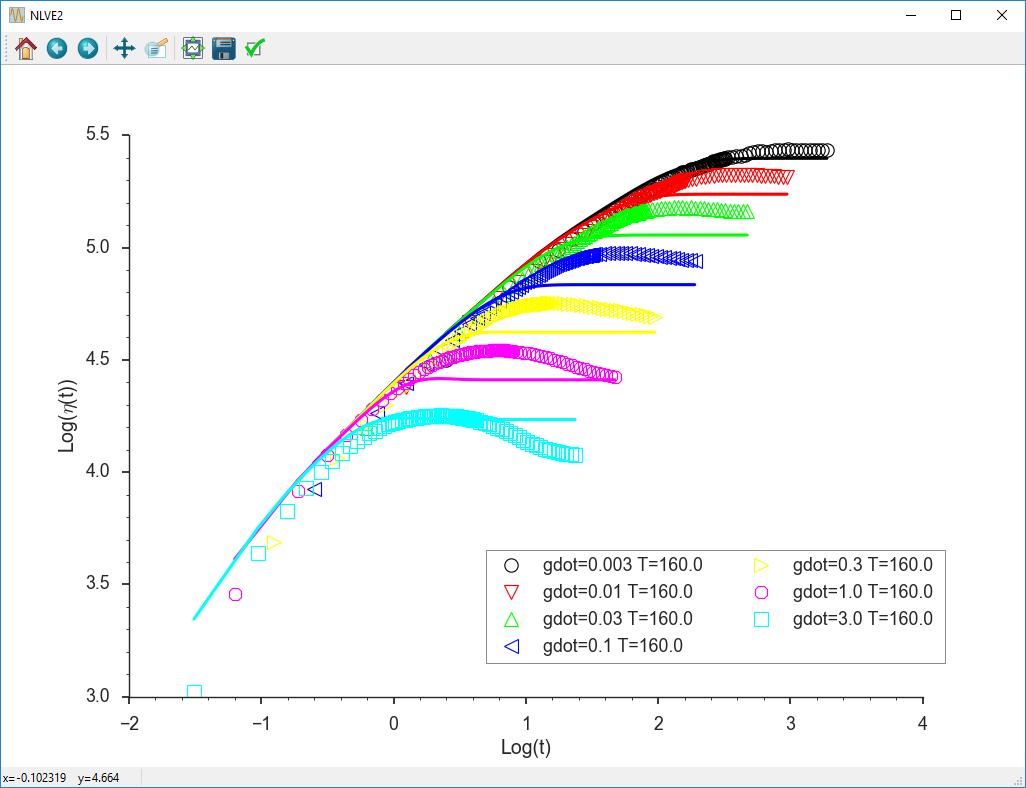 NLVE2
5.5
5.0
4.5
4.0
3.5
3.0
Log(η(t))
gdot=0.003 T=160.0
gdot=0.01 T=160.0
gdot=0.03 T=160.0
gdot=0.1 T=160.0
gdot=0.3 T=160.0
gdot=1.0 T=160.0
gdot=3.0 T=160.0
−2 −1 0 1 2 3 4
Log(t)
x=-0.102319 y=4.664